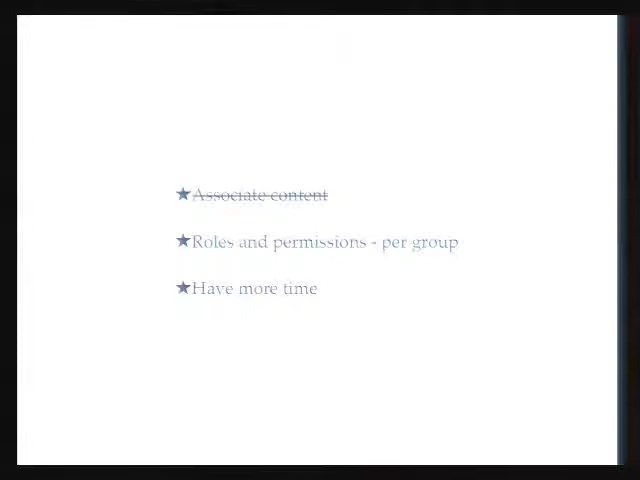 ★Associate content
★Roles and permissions - per group
★Have more time